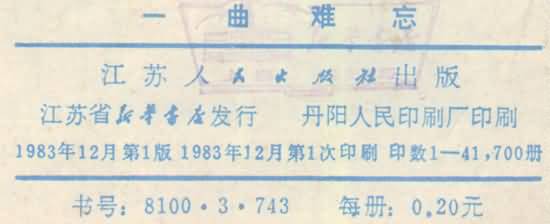 一曲难忘
江苏人民出版社出版
江苏省新华书店发行 丹阳人民印刷厂印刷
1983年12月第1版 1983年12月第1次印刷 印数1—41,700册
书号：8100·3·743 每册：0.20元